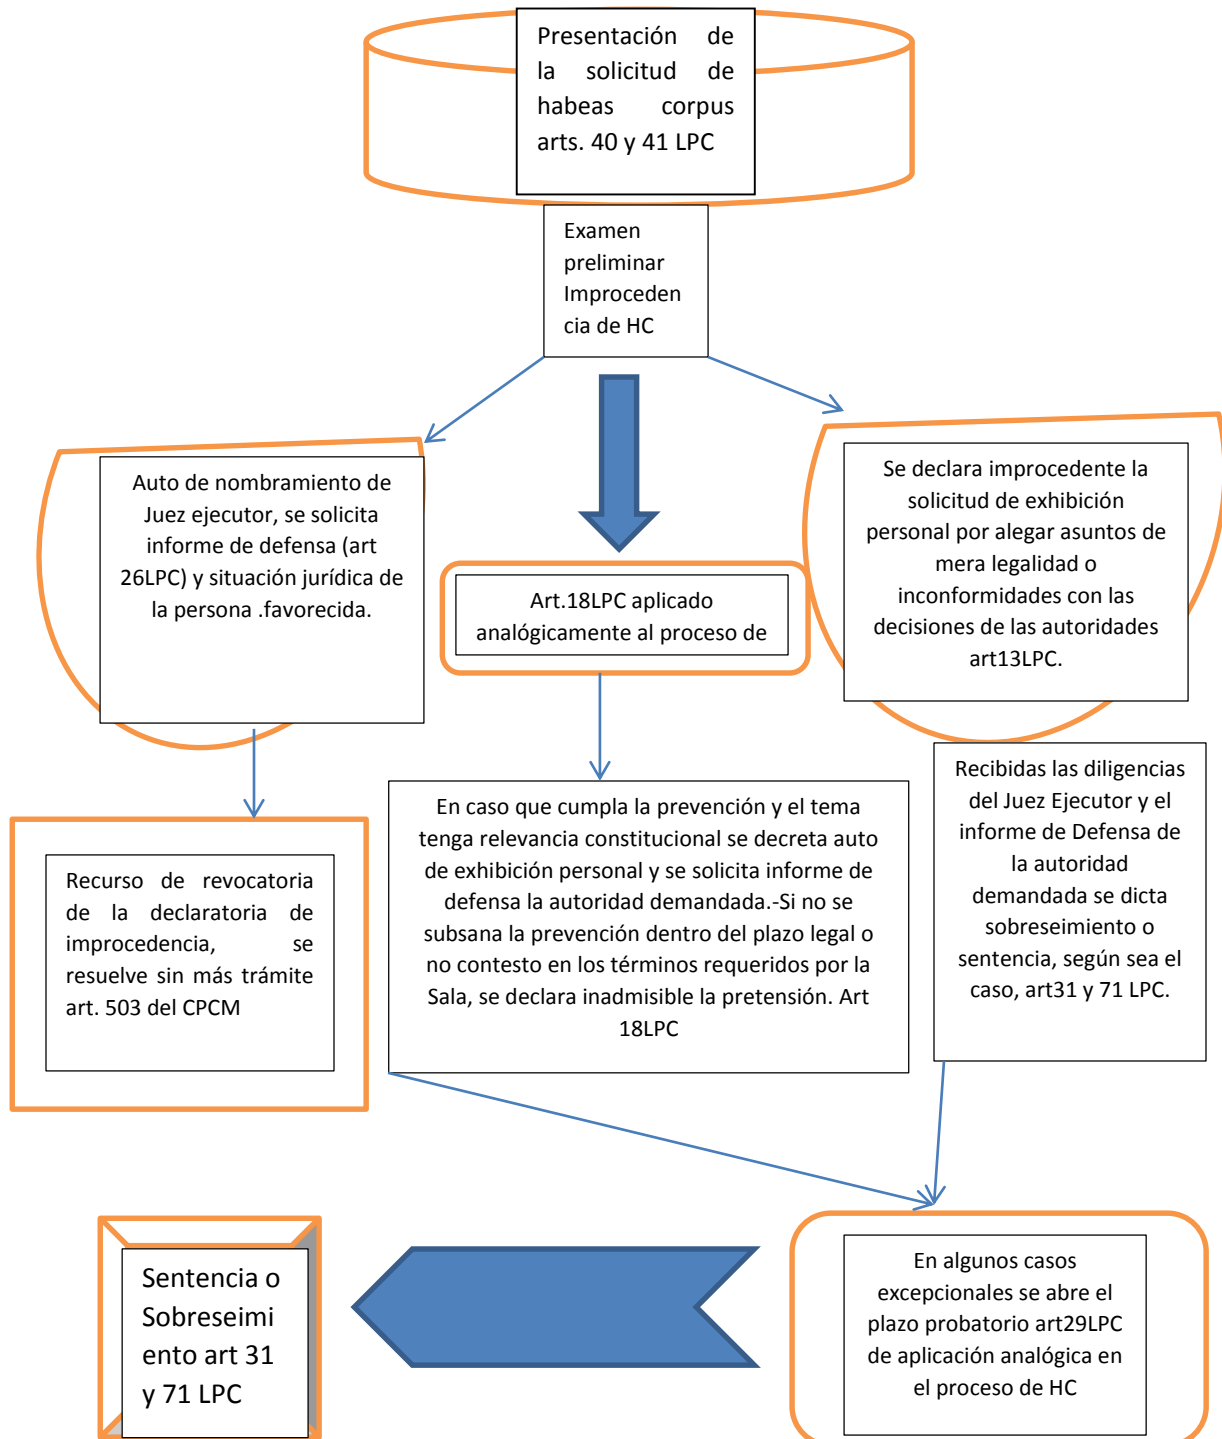 Presentación de
la solicitud de
habeas corpus
arts. 40 y 41 LPC
Examen
preliminar
Improceden
cia de HC
Auto de nombramiento de
Juez ejecutor, se solicita
informe de defensa (art
26LPC) y situación jurídica de
la persona .favorecida.
Art.18LPC aplicado
analógicamente al proceso de
Se declara improcedente la
solicitud de exhibición
personal por alegar asuntos de
mera legalidad o
inconformidades con las
decisiones de las autoridades
art13LPC.
Recurso de revocatoria
de la declaratoria de
improcedencia, se
resuelve sin más trámite
art. 503 del CPCM
En caso que cumpla la prevención y el tema
tenga relevancia constitucional se decreta auto
de exhibición personal y se solicita informe de
defensa la autoridad demandada.-Si no se
subsana la prevención dentro del plazo legal o
no contesto en los términos requeridos por la
Sala, se declara inadmisible la pretensión. Art
18LPC
Recibidas las diligencias
del Juez Ejecutor y el
informe de Defensa de
la autoridad
demandada se dicta
sobreseimiento o
sentencia, según sea el
caso, art31 y 71 LPC.
Sentencia o
Sobreseimi
ento art 31
y 71 LPC
En algunos casos
excepcionales se abre el
plazo probatorio art29LPC
de aplicación analógica en
el proceso de HC